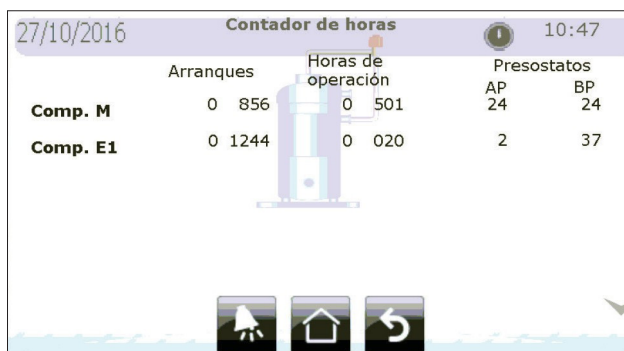 27/10/2016 Contador de horas 10:47
Arranques Horas de operación Presostatos
AP BP
Comp. M 0 856 0 501 24 24
Comp. E1 0 1244 0 020 2 37